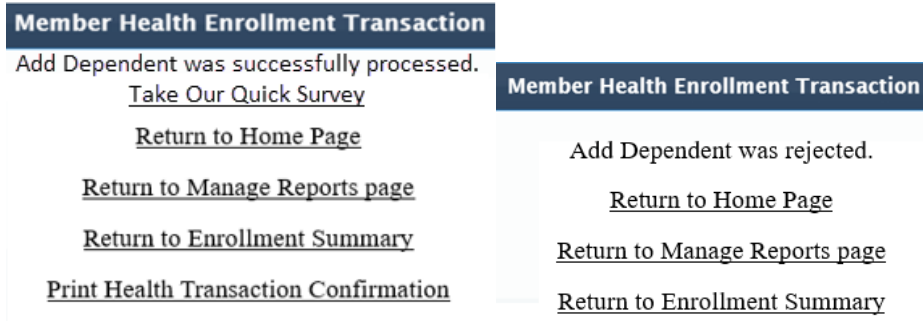 Member Health Enrollment Transaction
Add Dependent was successfully processed.
Take Our Quick Survey
Return to Home Page
Return to Manage Reports page
Return to Enrollment Summary
Print Health Transaction Confirmation
Member Health Enrollment Transaction
Add Dependent was rejected.
Return to Home Page
Return to Manage Reports page
Return to Enrollment Summary